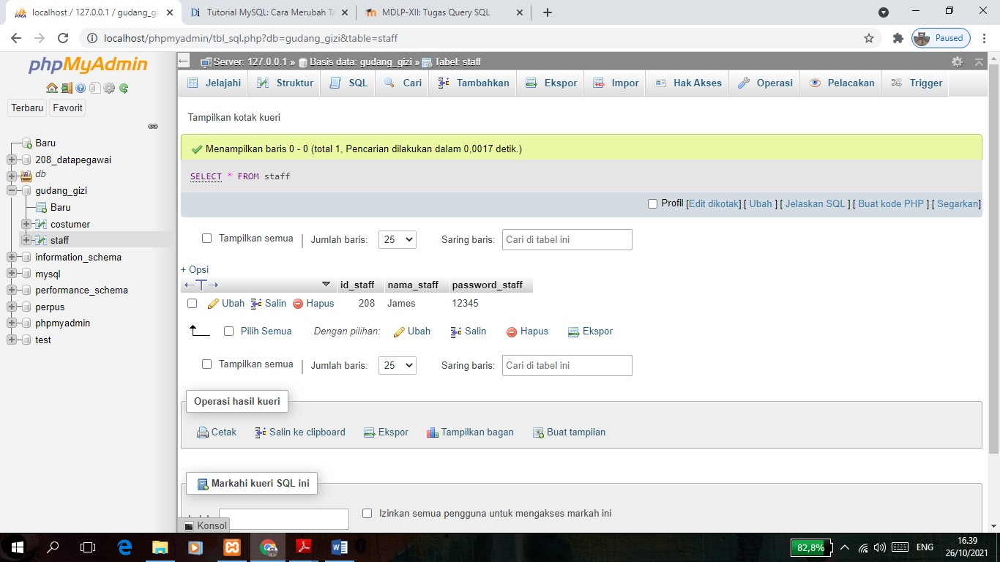 localhost / 127.0.0.1 / gudang_gi
Tutorial MySQL: Cara Merubah Ta
MDLP-XII: Tugas Query SQL
localhost/phpmyadmin/tbl_sql.php?db=gudang_gizi&table=staff
Paused
phpMyAdmin
Terbaru Favorit
Baru
208_datapegawai
db
gudang_gizi
Baru
costumer
staff
information_schema
mysql
performance_schema
perpus
phpmyadmin
test
Server: 127.0.0.1 » Basis data: gudang_gizi » Tabel: staff
Jelajahi Struktur SQL Cari Tambahkan Ekspor Impor Hak Akses Operasi Pelacakan Trigger
Tampilkan kotak kueri
Menampilkan baris 0 - 0 (total 1, Pencarian dilakukan dalam 0,0017 detik.)
SELECT * FROM staff
Profil [Edit dikotak] [ Ubah ] [ Jelaskan SQL ] [ Buat kode PHP ] [ Segarkan]
Tampilkan semua | Jumlah baris: 25 Saring baris: Cari di tabel ini
+ Opsi
←T→ id_staff nama_staff password_staff
Ubah Salin Hapus 208 James 12345
Pilih Semua Dengan pilihan: Ubah Salin Hapus Ekspor
Tampilkan semua | Jumlah baris: 25 Saring baris: Cari di tabel ini
Operasi hasil kueri
Cetak Salin ke clipboard Ekspor Tampilkan bagan Buat tampilan
Markahi kueri SQL ini
Izinkan semua pengguna untuk mengakses markah ini
Konsol
82,8% ENG 16.39
26/10/2021